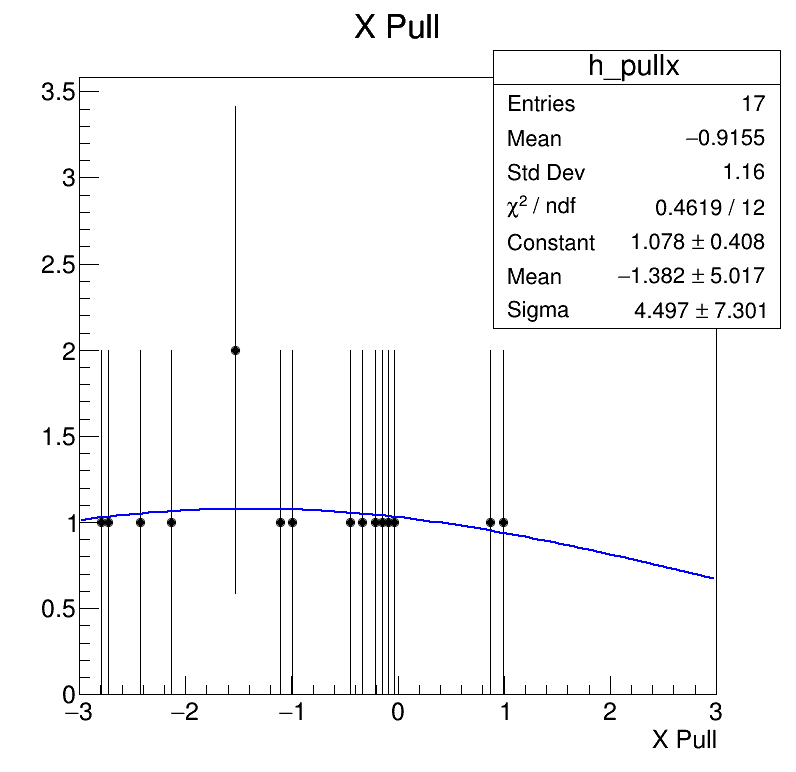 X Pull
h_pullx
Entries 17
Mean −0.9155
Std Dev 1.16
χ² / ndf 0.4619 / 12
Constant 1.078 ± 0.408
Mean −1.382 ± 5.017
Sigma 4.497 ± 7.301
3.5
3
2.5
2
1.5
1
0.5
0
−3 −2 −1 0 1 2 3
X Pull